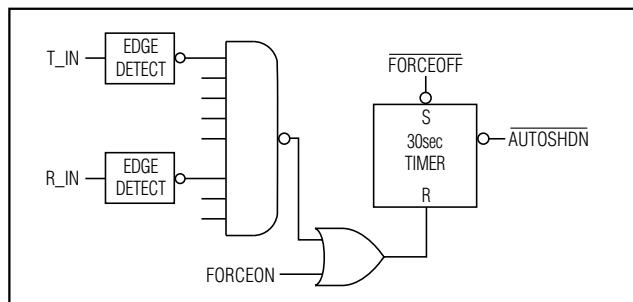 T_IN
EDGE
DETECT
R_IN
EDGE
DETECT
FORCEON
FORCEOFF
S
30sec
TIMER
R
AUTOSHDN